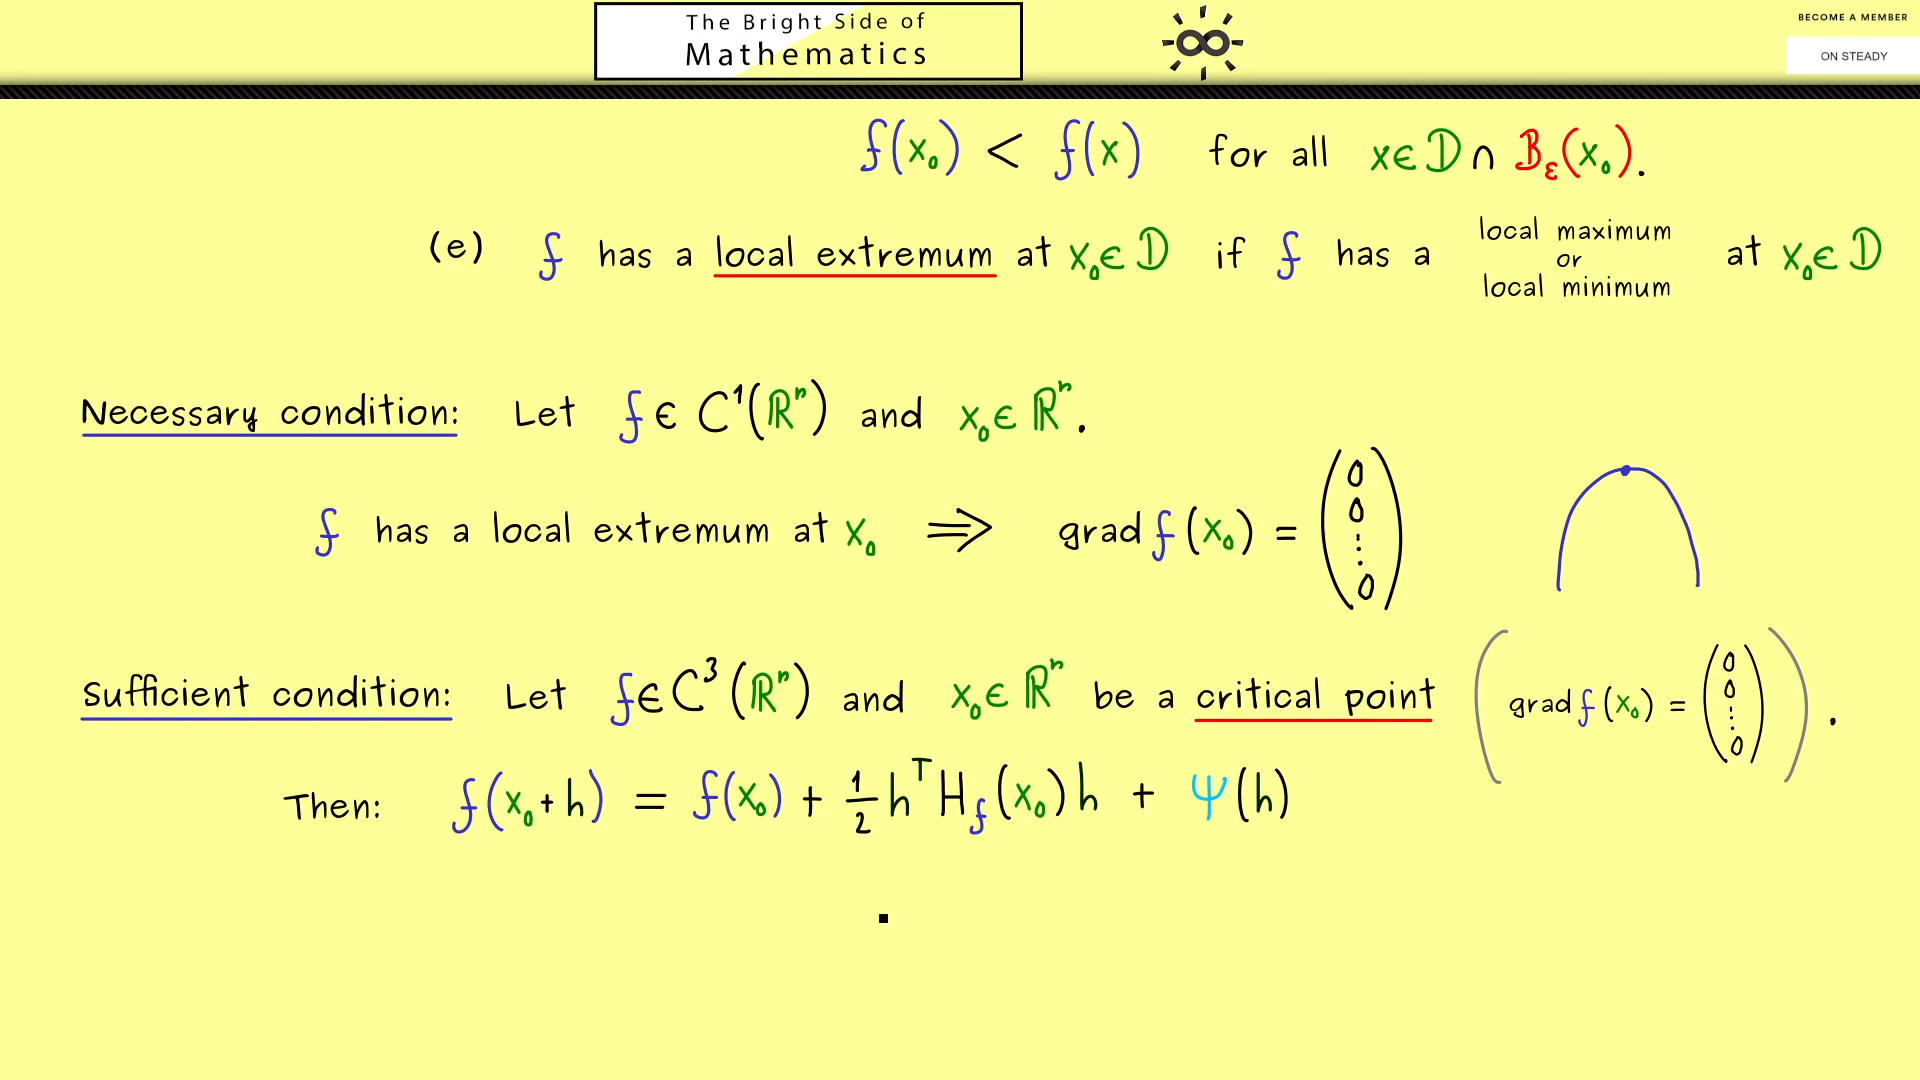 The Bright Side of
Mathematics
BECOME A MEMBER
ON STEADY
f(x₀) < f(x) for all x ∈ D ∩ B_ε(x₀).
(e) f has a local extremum at x₀ ∈ D if f has a local maximum or local minimum at x₀ ∈ D
Necessary condition: Let f ∈ C¹(ℝⁿ) and x₀ ∈ ℝⁿ.
f has a local extremum at x₀ ⟹ grad f(x₀) = (0 0 ⋮ 0)
Sufficient condition: Let f ∈ C³(ℝⁿ) and x₀ ∈ ℝⁿ be a critical point (grad f(x₀) = (0 0 ⋮ 0)).
Then: f(x₀+h) = f(x₀) + 1/2 hᵀ H_f(x₀) h + Ψ(h)